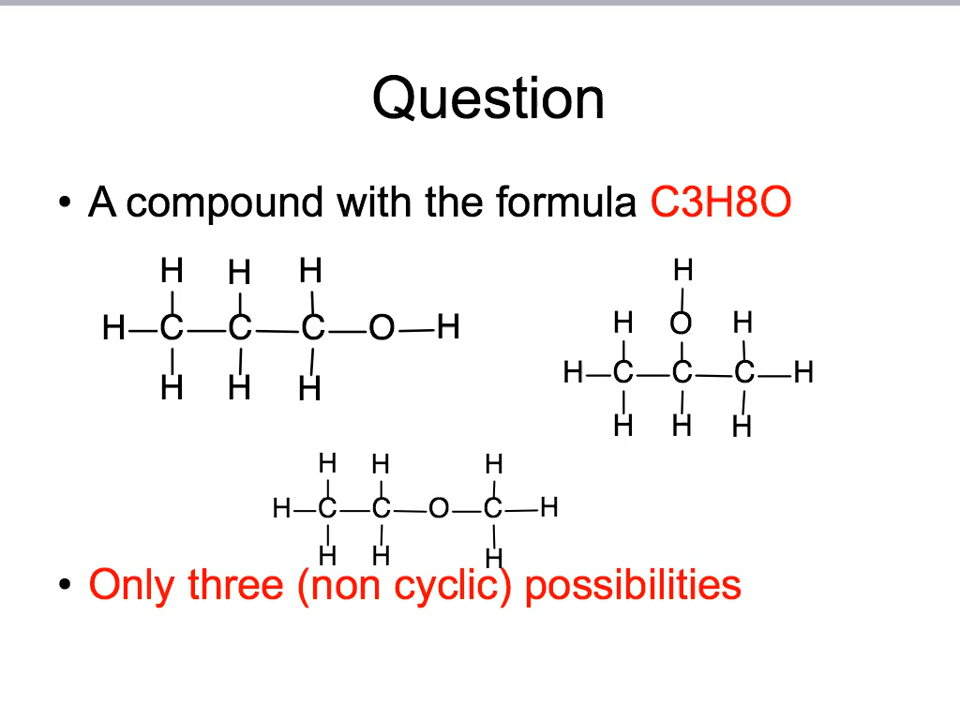 Question
• A compound with the formula C3H8O
H H H
H—C—C—C—O—H
H H H
H
H O H
H—C—C—C—H
H H H
H H H
H—C—C—O—C—H
H H H
• Only three (non cyclic) possibilities